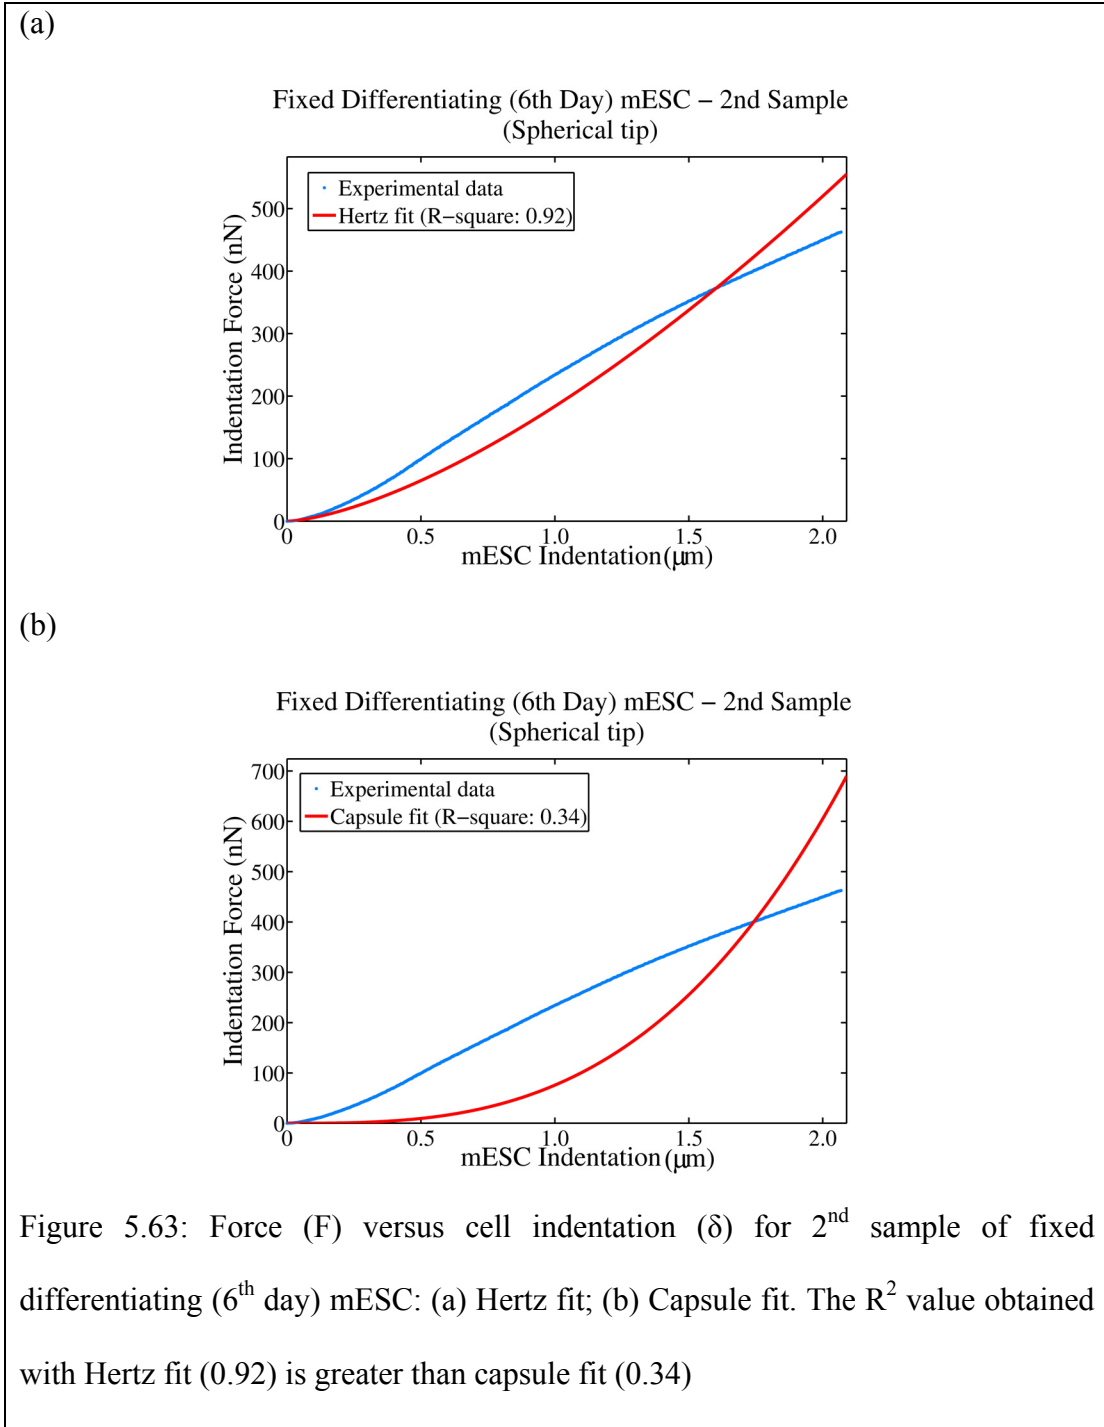 (a)
Fixed Differentiating (6th Day) mESC − 2nd Sample
(Spherical tip)
Experimental data
Hertz fit (R−square: 0.92)
Indentation Force (nN)
500
400
300
200
100
0
0 0.5 1.0 1.5 2.0
mESC Indentation(μm)
(b)
Fixed Differentiating (6th Day) mESC − 2nd Sample
(Spherical tip)
Experimental data
Capsule fit (R−square: 0.34)
Indentation Force (nN)
700
600
500
400
300
200
100
0
0 0.5 1.0 1.5 2.0
mESC Indentation(μm)
Figure 5.63: Force (F) versus cell indentation (δ) for 2nd sample of fixed
differentiating (6th day) mESC: (a) Hertz fit; (b) Capsule fit. The R2 value obtained
with Hertz fit (0.92) is greater than capsule fit (0.34)